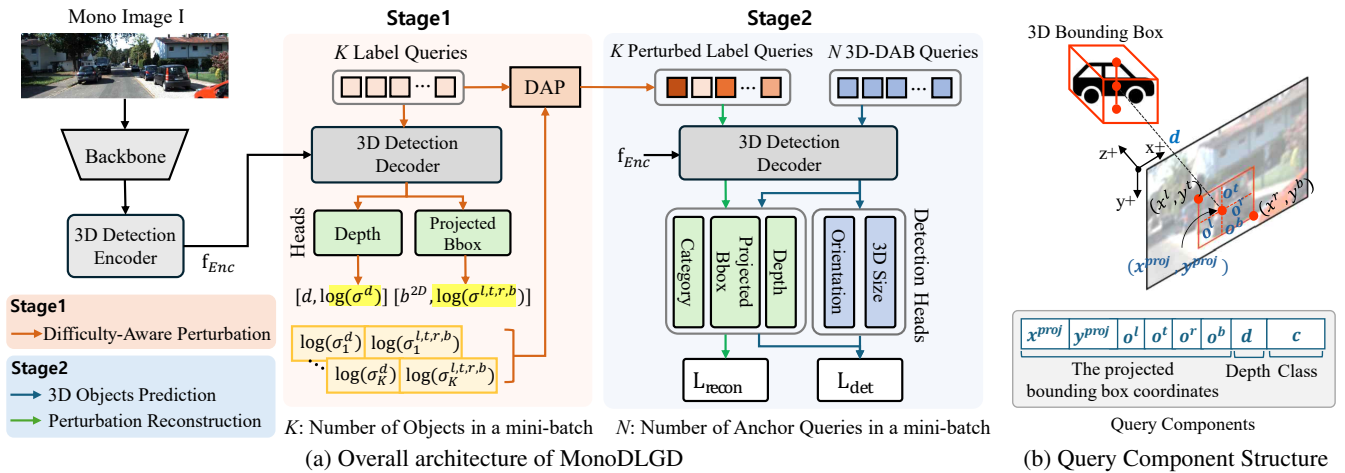 Mono Image I
Backbone
3D Detection
Encoder
f_Enc
Stage1
Difficulty-Aware Perturbation
Stage2
3D Objects Prediction
Perturbation Reconstruction
Stage1
K Label Queries
...
DAP
3D Detection
Decoder
Heads
Depth
Projected
Bbox
[d, log(σ^d)] [b^2D, log(σ^l,t,r,b)]
log(σ_1^d) log(σ_1^l,t,r,b)
...
log(σ_K^d) log(σ_K^l,t,r,b)
K: Number of Objects in a mini-batch
Stage2
K Perturbed Label Queries
...
N 3D-DAB Queries
...
f_Enc
3D Detection
Decoder
Category
Projected
Bbox
Depth
Orientation
3D Size
Detection Heads
L_recon
L_det
N: Number of Anchor Queries in a mini-batch
(a) Overall architecture of MonoDLGD
3D Bounding Box
d
z+
x+
y+
(x^l, y^t)
o^t
o^r
o^l
o^b
(x^r, y^b)
(x^proj, y^proj)
x^proj y^proj o^l o^t o^r o^b d c
The projected
bounding box coordinates
Depth Class
Query Components
(b) Query Component Structure